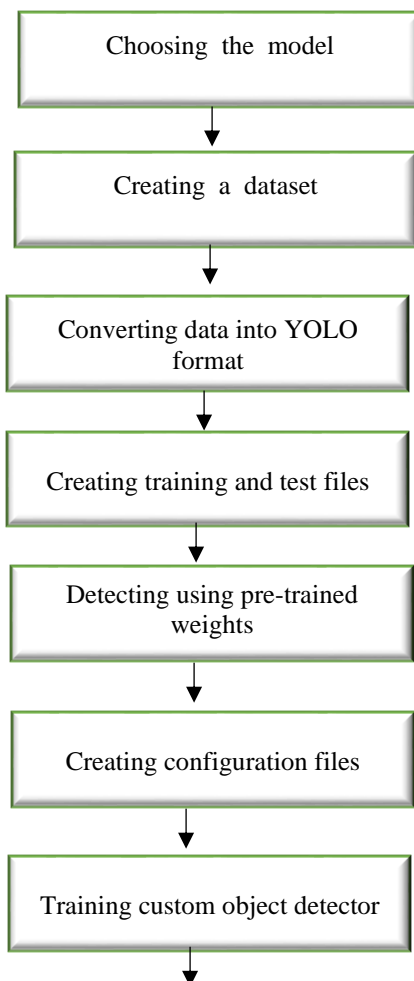 Choosing the model
Creating a dataset
Converting data into YOLO
format
Creating training and test files
Detecting using pre-trained
weights
Creating configuration files
Training custom object detector